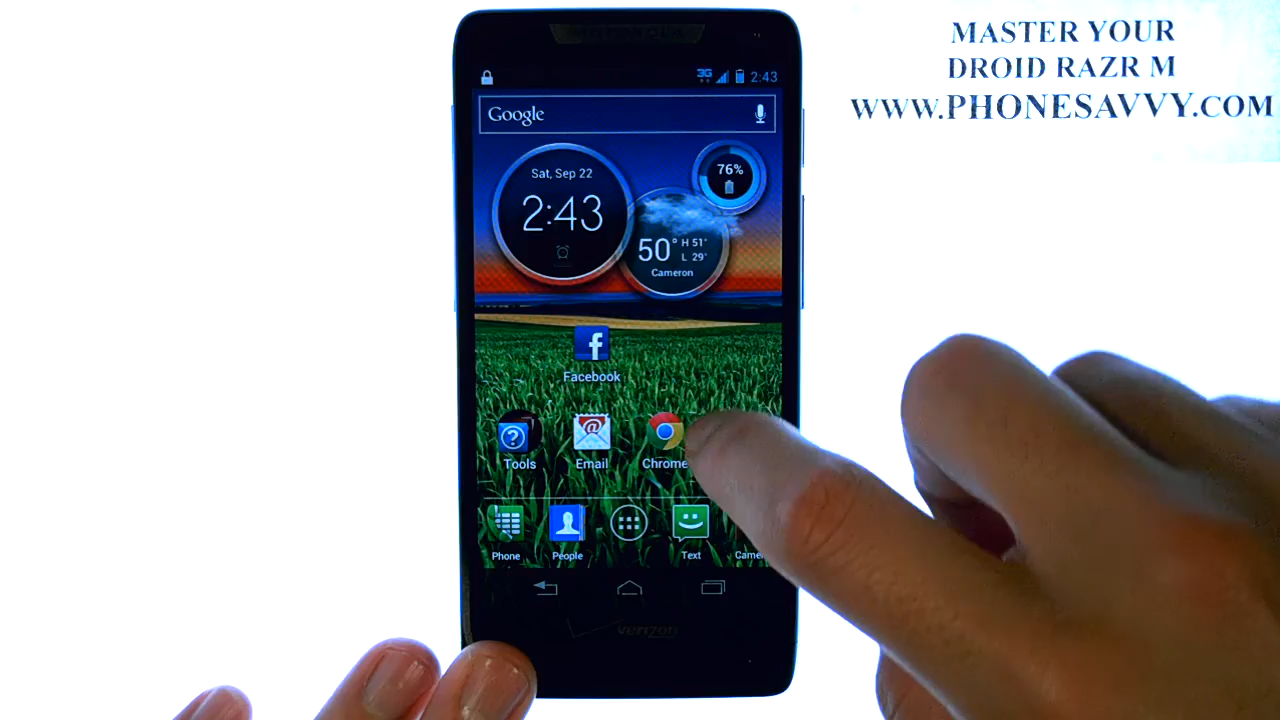 MASTER YOUR
DROID RAZR M
WWW.PHONESAVVY.COM
MOTOROLA
3G 2:43
Google
Sat, Sep 22
2:43
76%
50° H 51°
L 29°
Cameron
Facebook
Tools Email Chrome
Phone People Text
verizon